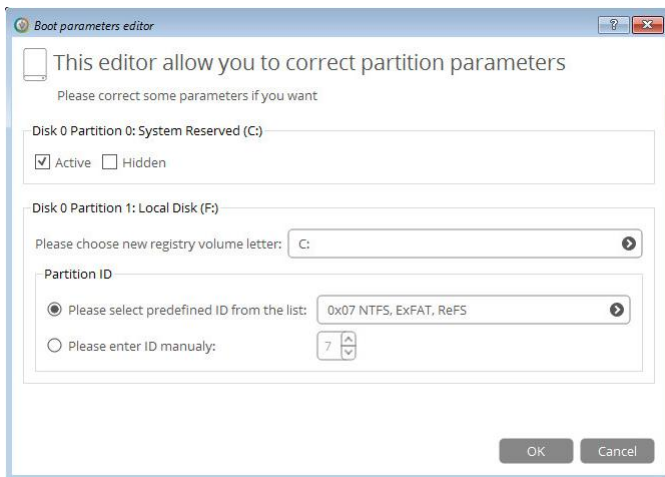 Boot parameters editor
This editor allow you to correct partition parameters
Please correct some parameters if you want
Disk 0 Partition 0: System Reserved (C:)
Active Hidden
Disk 0 Partition 1: Local Disk (F:)
Please choose new registry volume letter: C:
Partition ID
Please select predefined ID from the list: 0x07 NTFS, ExFAT, ReFS
Please enter ID manualy: 7
OK Cancel